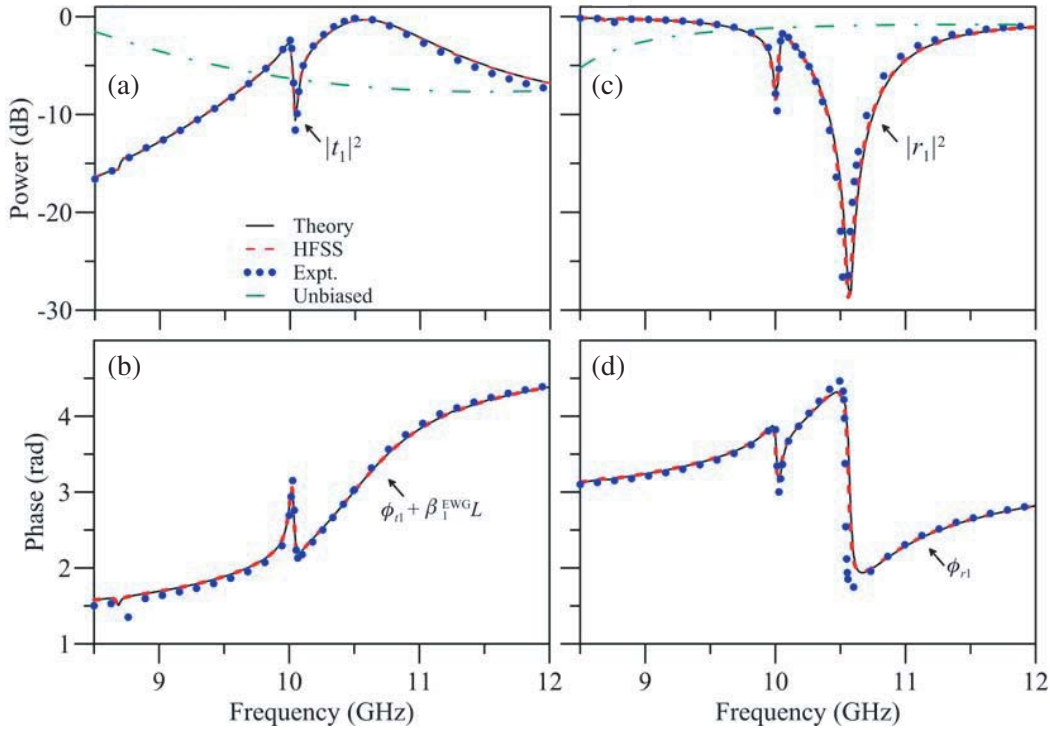 0
-10
-20
-30
Power (dB)
(a)
|t₁|²
Theory
HFSS
Expt.
Unbiased
(c)
|r₁|²
4
3
2
1
Phase (rad)
(b)
ϕₜ₁ + β₁ᴱᵂᴳL
9
10
11
12
Frequency (GHz)
(d)
ϕᵣ₁
9
10
11
12
Frequency (GHz)